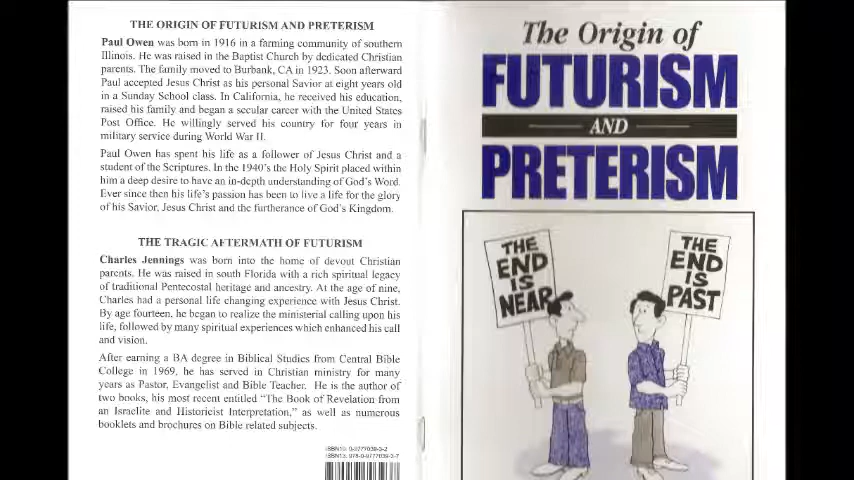 THE ORIGIN OF FUTURISM AND PRETERISM
Paul Owen was born in 1916 in a farming community of southern
Illinois. He was raised in the Baptist Church by dedicated Christian
parents. The family moved to Burbank, CA in 1923. Soon afterward
Paul accepted Jesus Christ as his personal Savior at eight years old
in a Sunday School class. In California, he received his education,
raised his family and began a secular career with the United States
Post Office. He willingly served his country for four years in
military service during World War II.
Paul Owen has spent his life as a follower of Jesus Christ and a
student of the Scriptures. In the 1940's the Holy Spirit placed within
him a deep desire to have an in-depth understanding of God's Word.
Ever since then his life's passion has been to live a life for the glory
of his Savior, Jesus Christ and the furtherance of God's Kingdom.
THE TRAGIC AFTERMATH OF FUTURISM
Charles Jennings was born into the home of devout Christian
parents. He was raised in south Florida with a rich spiritual legacy
of traditional Pentecostal heritage and ancestry. At the age of nine,
Charles had a personal life changing experience with Jesus Christ.
By age fourteen, he began to realize the ministerial calling upon his
life, followed by many spiritual experiences which enhanced his call
and vision.
After earning a BA degree in Biblical Studies from Central Bible
College in 1969, he has served in Christian ministry for many
years as Pastor, Evangelist and Bible Teacher. He is the author of
two books, his most recent entitled "The Book of Revelation from
an Israelite and Historicist Interpretation," as well as numerous
booklets and brochures on Bible related subjects.
The Origin of
FUTURISM
AND
PRETERISM
THE
END
IS
NEAR
THE
END
IS
PAST